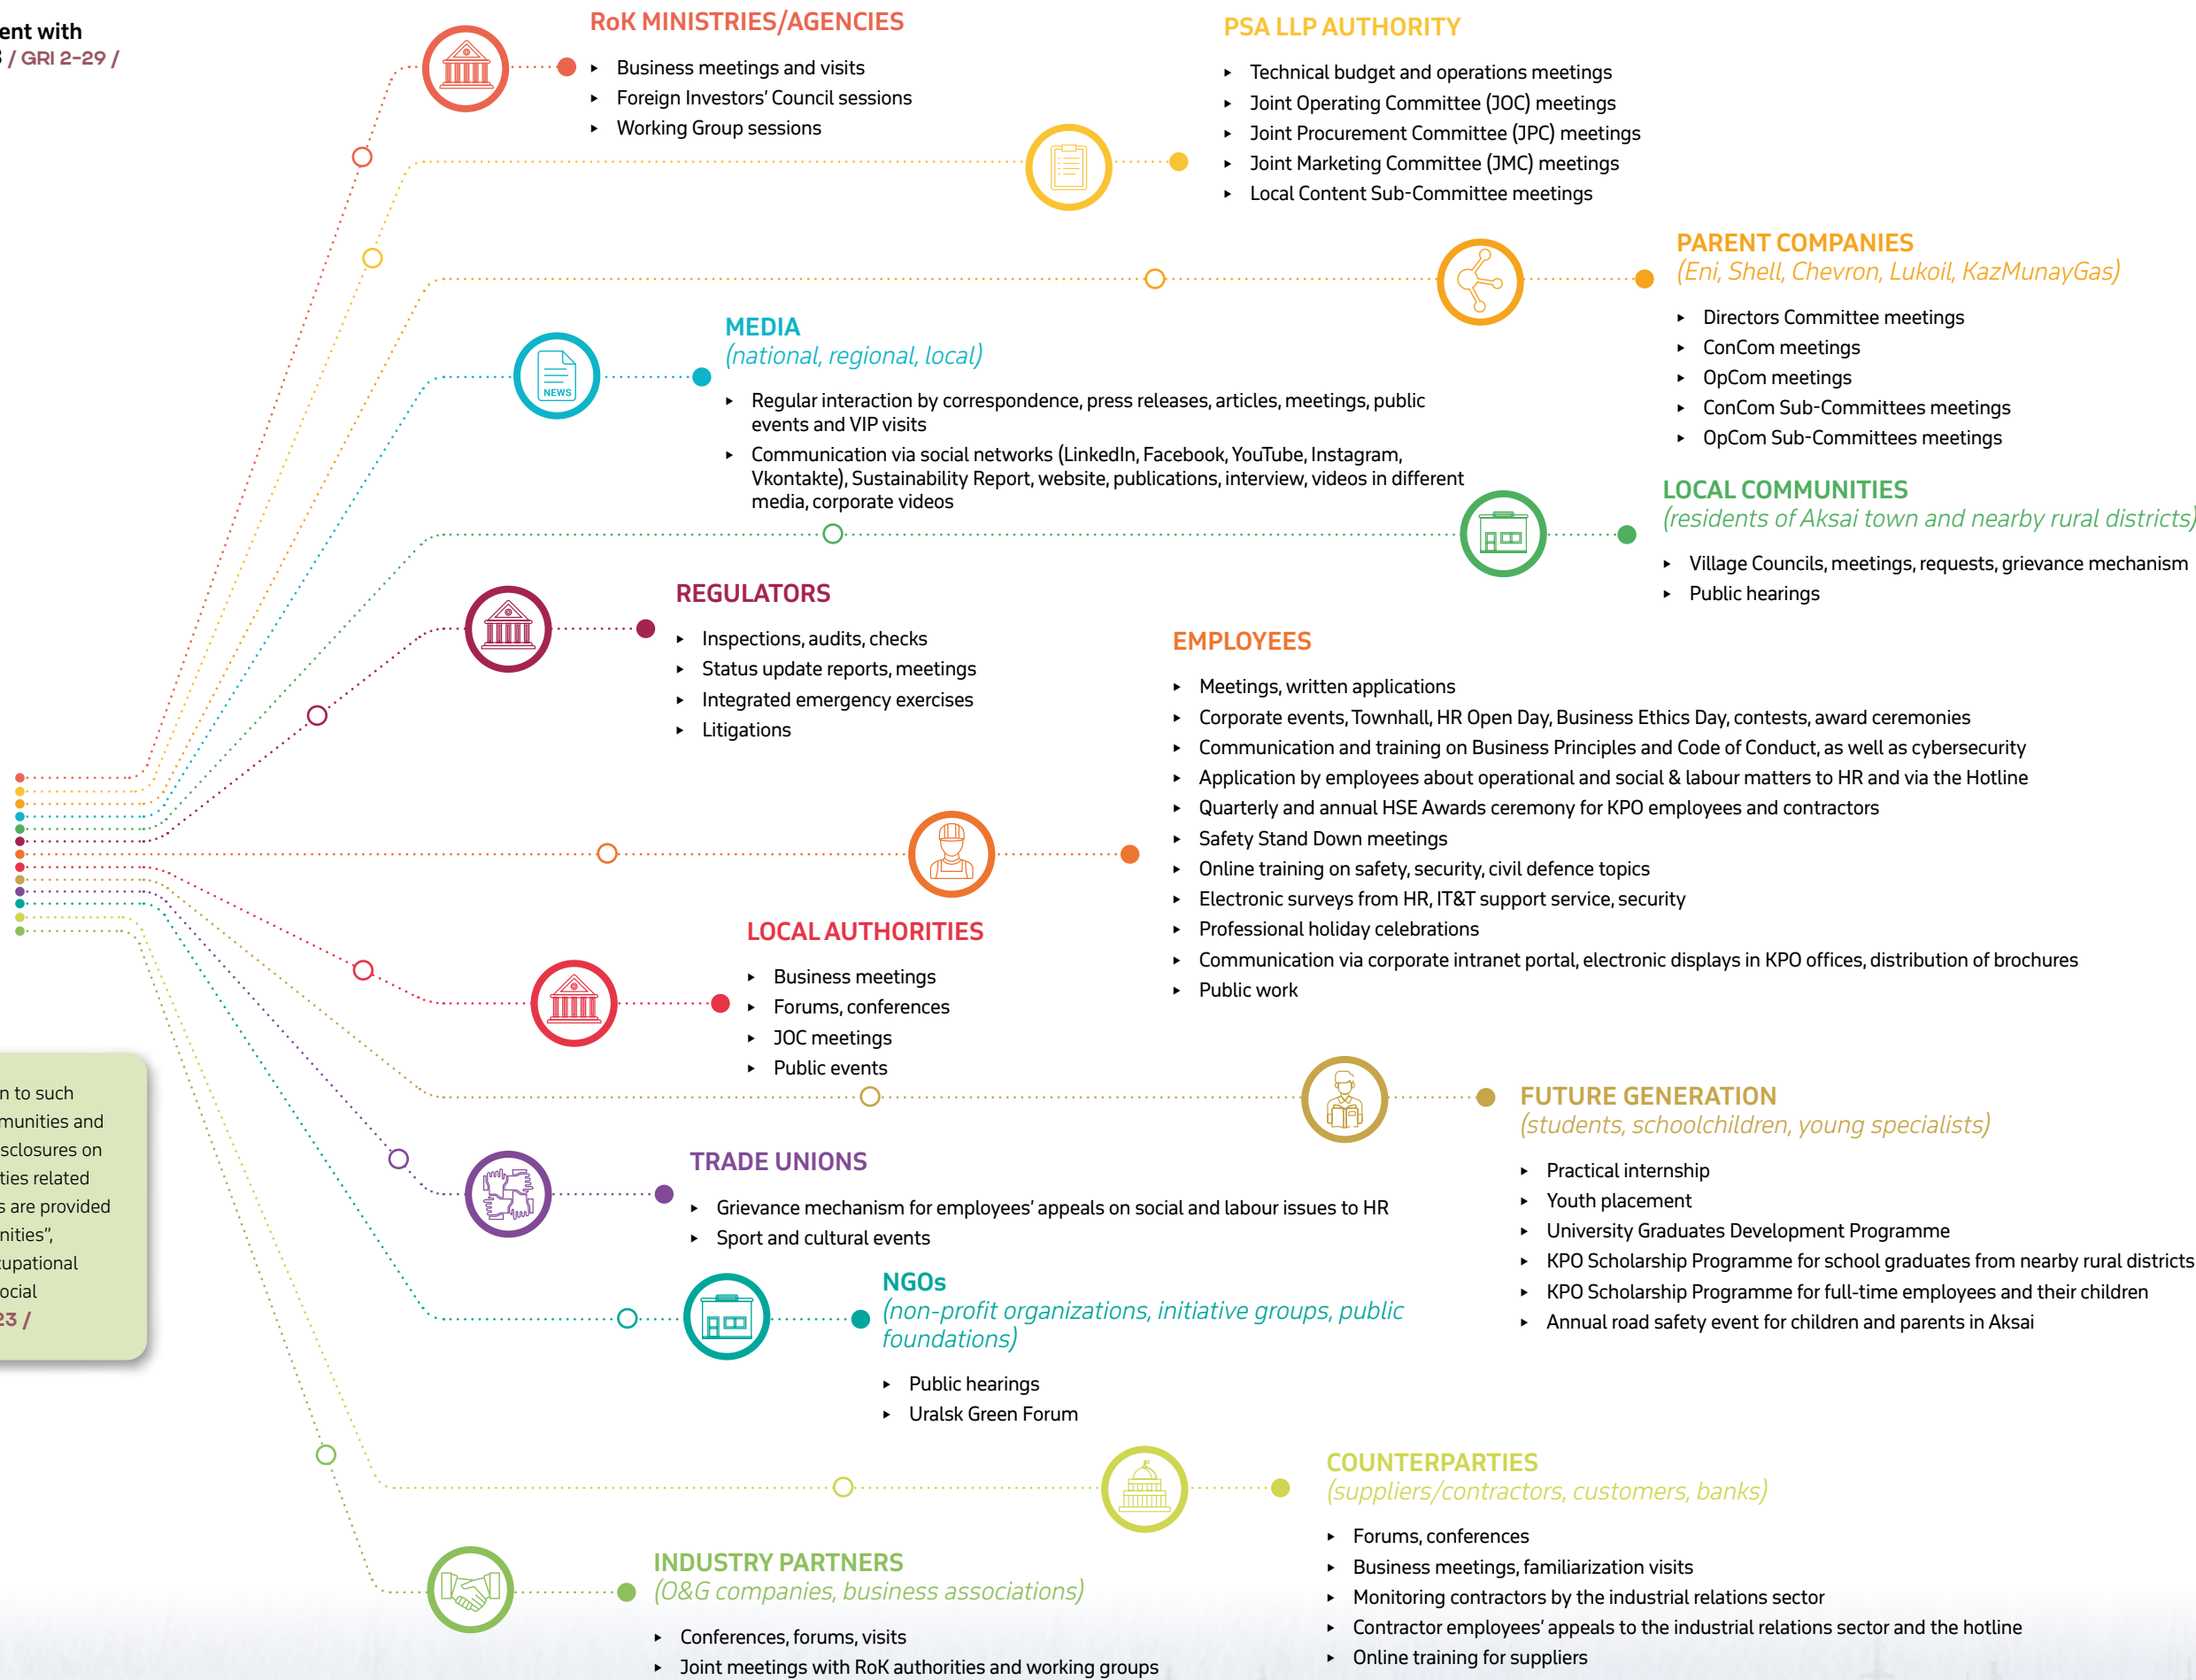 ent with
/ GRI 2-29 /
RoK MINISTRIES/AGENCIES
▸ Business meetings and visits
▸ Foreign Investors' Council sessions
▸ Working Group sessions
PSA LLP AUTHORITY
▸ Technical budget and operations meetings
▸ Joint Operating Committee (JOC) meetings
▸ Joint Procurement Committee (JPC) meetings
▸ Joint Marketing Committee (JMC) meetings
▸ Local Content Sub-Committee meetings
PARENT COMPANIES
(Eni, Shell, Chevron, Lukoil, KazMunayGas)
▸ Directors Committee meetings
▸ ConCom meetings
▸ OpCom meetings
▸ ConCom Sub-Committees meetings
▸ OpCom Sub-Committees meetings
NEWS
MEDIA
(national, regional, local)
▸ Regular interaction by correspondence, press releases, articles, meetings, public
events and VIP visits
▸ Communication via social networks (LinkedIn, Facebook, YouTube, Instagram,
Vkontakte), Sustainability Report, website, publications, interview, videos in different
media, corporate videos
LOCAL COMMUNITIES
(residents of Aksai town and nearby rural districts)
▸ Village Councils, meetings, requests, grievance mechanism
▸ Public hearings
REGULATORS
▸ Inspections, audits, checks
▸ Status update reports, meetings
▸ Integrated emergency exercises
▸ Litigations
EMPLOYEES
▸ Meetings, written applications
▸ Corporate events, Townhall, HR Open Day, Business Ethics Day, contests, award ceremonies
▸ Communication and training on Business Principles and Code of Conduct, as well as cybersecurity
▸ Application by employees about operational and social & labour matters to HR and via the Hotline
▸ Quarterly and annual HSE Awards ceremony for KPO employees and contractors
▸ Safety Stand Down meetings
▸ Online training on safety, security, civil defence topics
▸ Electronic surveys from HR, IT&T support service, security
▸ Professional holiday celebrations
▸ Communication via corporate intranet portal, electronic displays in KPO offices, distribution of brochures
▸ Public work
LOCAL AUTHORITIES
▸ Business meetings
▸ Forums, conferences
▸ JOC meetings
▸ Public events
n to such
munities and
sclosures on
ties related
s are provided
nities",
cupational
ocial
23 /
FUTURE GENERATION
(students, schoolchildren, young specialists)
▸ Practical internship
▸ Youth placement
▸ University Graduates Development Programme
▸ KPO Scholarship Programme for school graduates from nearby rural districts
▸ KPO Scholarship Programme for full-time employees and their children
▸ Annual road safety event for children and parents in Aksai
TRADE UNIONS
▸ Grievance mechanism for employees' appeals on social and labour issues to HR
▸ Sport and cultural events
NGOs
(non-profit organizations, initiative groups, public
foundations)
▸ Public hearings
▸ Uralsk Green Forum
COUNTERPARTIES
(suppliers/contractors, customers, banks)
▸ Forums, conferences
▸ Business meetings, familiarization visits
▸ Monitoring contractors by the industrial relations sector
▸ Contractor employees' appeals to the industrial relations sector and the hotline
▸ Online training for suppliers
INDUSTRY PARTNERS
(O&G companies, business associations)
▸ Conferences, forums, visits
▸ Joint meetings with RoK authorities and working groups